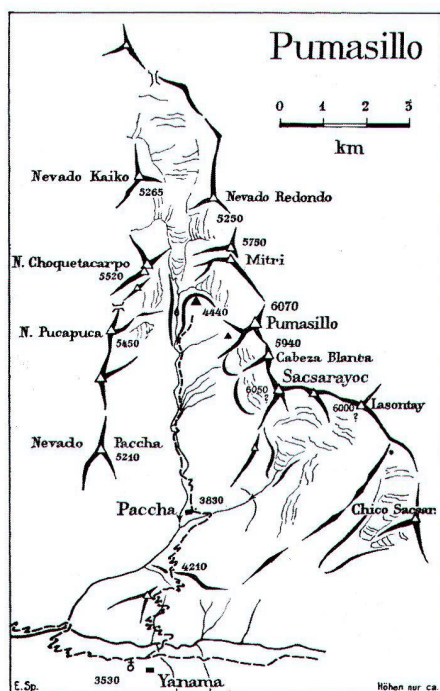 Pumasillo
0 1 2 3
km
Nevado Kaiko
5265
Nevado Redondo
5250
5750
Mitri
N. Choquetacarpo
5520
4440
6070
Pumasillo
N. Pucapuca
5450
5940
Cabeza Blanta
Sacsarayoc
6050
?
6000
?
Lasontay
Nevado Paccha
5210
Paccha
3830
Chico Sacsar.
4210
3530
Yanama
E.Sp.
Höhen nur ca.